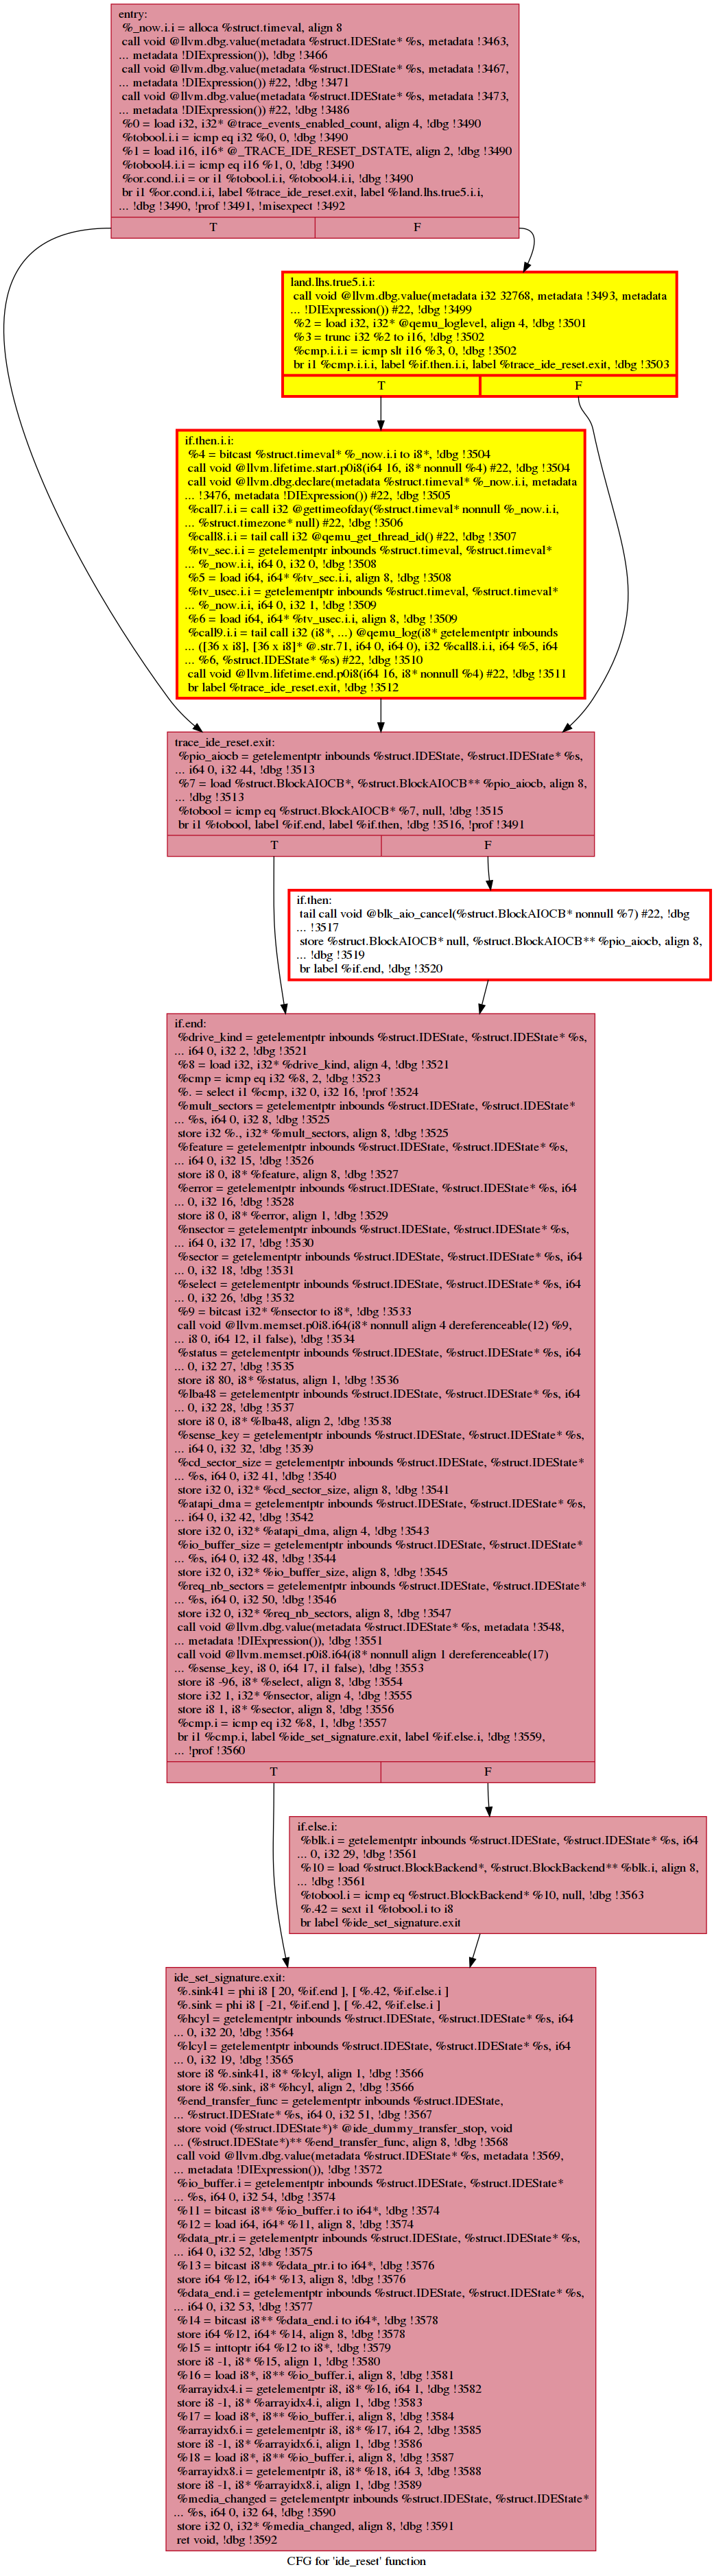 entry:
%_now.i.i = alloca %struct.timeval, align 8
call void @llvm.dbg.value(metadata %struct.IDEState* %s, metadata !3463,
... metadata !DIExpression()), !dbg !3466
call void @llvm.dbg.value(metadata %struct.IDEState* %s, metadata !3467,
... metadata !DIExpression()) #22, !dbg !3471
call void @llvm.dbg.value(metadata %struct.IDEState* %s, metadata !3473,
... metadata !DIExpression()) #22, !dbg !3486
%0 = load i32, i32* @trace_events_enabled_count, align 4, !dbg !3490
%tobool.i.i = icmp eq i32 %0, 0, !dbg !3490
%1 = load i16, i16* @_TRACE_IDE_RESET_DSTATE, align 2, !dbg !3490
%tobool4.i.i = icmp eq i16 %1, 0, !dbg !3490
%or.cond.i.i = or i1 %tobool.i.i, %tobool4.i.i, !dbg !3490
br i1 %or.cond.i.i, label %trace_ide_reset.exit, label %land.lhs.true5.i.i,
... !dbg !3490, !prof !3491, !misexpect !3492
T F
land.lhs.true5.i.i:
call void @llvm.dbg.value(metadata i32 32768, metadata !3493, metadata
... !DIExpression()) #22, !dbg !3499
%2 = load i32, i32* @qemu_loglevel, align 4, !dbg !3501
%3 = trunc i32 %2 to i16, !dbg !3502
%cmp.i.i.i = icmp slt i16 %3, 0, !dbg !3502
br i1 %cmp.i.i.i, label %if.then.i.i, label %trace_ide_reset.exit, !dbg !3503
T F
if.then.i.i:
%4 = bitcast %struct.timeval* %_now.i.i to i8*, !dbg !3504
call void @llvm.lifetime.start.p0i8(i64 16, i8* nonnull %4) #22, !dbg !3504
call void @llvm.dbg.declare(metadata %struct.timeval* %_now.i.i, metadata
... !3476, metadata !DIExpression()) #22, !dbg !3505
%call7.i.i = call i32 @gettimeofday(%struct.timeval* nonnull %_now.i.i,
... %struct.timezone* null) #22, !dbg !3506
%call8.i.i = tail call i32 @qemu_get_thread_id() #22, !dbg !3507
%tv_sec.i.i = getelementptr inbounds %struct.timeval, %struct.timeval*
... %_now.i.i, i64 0, i32 0, !dbg !3508
%5 = load i64, i64* %tv_sec.i.i, align 8, !dbg !3508
%tv_usec.i.i = getelementptr inbounds %struct.timeval, %struct.timeval*
... %_now.i.i, i64 0, i32 1, !dbg !3509
%6 = load i64, i64* %tv_usec.i.i, align 8, !dbg !3509
%call9.i.i = tail call i32 (i8*, ...) @qemu_log(i8* getelementptr inbounds
... ([36 x i8], [36 x i8]* @.str.71, i64 0, i64 0), i32 %call8.i.i, i64 %5, i64
... %6, %struct.IDEState* %s) #22, !dbg !3510
call void @llvm.lifetime.end.p0i8(i64 16, i8* nonnull %4) #22, !dbg !3511
br label %trace_ide_reset.exit, !dbg !3512
trace_ide_reset.exit:
%pio_aiocb = getelementptr inbounds %struct.IDEState, %struct.IDEState* %s,
... i64 0, i32 44, !dbg !3513
%7 = load %struct.BlockAIOCB*, %struct.BlockAIOCB** %pio_aiocb, align 8,
... !dbg !3513
%tobool = icmp eq %struct.BlockAIOCB* %7, null, !dbg !3515
br i1 %tobool, label %if.end, label %if.then, !dbg !3516, !prof !3491
T F
if.then:
tail call void @blk_aio_cancel(%struct.BlockAIOCB* nonnull %7) #22, !dbg
... !3517
store %struct.BlockAIOCB* null, %struct.BlockAIOCB** %pio_aiocb, align 8,
... !dbg !3519
br label %if.end, !dbg !3520
if.end:
%drive_kind = getelementptr inbounds %struct.IDEState, %struct.IDEState* %s,
... i64 0, i32 2, !dbg !3521
%8 = load i32, i32* %drive_kind, align 4, !dbg !3521
%cmp = icmp eq i32 %8, 2, !dbg !3523
%. = select i1 %cmp, i32 0, i32 16, !prof !3524
%mult_sectors = getelementptr inbounds %struct.IDEState, %struct.IDEState*
... %s, i64 0, i32 8, !dbg !3525
store i32 %., i32* %mult_sectors, align 8, !dbg !3525
%feature = getelementptr inbounds %struct.IDEState, %struct.IDEState* %s,
... i64 0, i32 15, !dbg !3526
store i8 0, i8* %feature, align 8, !dbg !3527
%error = getelementptr inbounds %struct.IDEState, %struct.IDEState* %s, i64
... 0, i32 16, !dbg !3528
store i8 0, i8* %error, align 1, !dbg !3529
%nsector = getelementptr inbounds %struct.IDEState, %struct.IDEState* %s,
... i64 0, i32 17, !dbg !3530
%sector = getelementptr inbounds %struct.IDEState, %struct.IDEState* %s, i64
... 0, i32 18, !dbg !3531
%select = getelementptr inbounds %struct.IDEState, %struct.IDEState* %s, i64
... 0, i32 26, !dbg !3532
%9 = bitcast i32* %nsector to i8*, !dbg !3533
call void @llvm.memset.p0i8.i64(i8* nonnull align 4 dereferenceable(12) %9,
... i8 0, i64 12, i1 false), !dbg !3534
%status = getelementptr inbounds %struct.IDEState, %struct.IDEState* %s, i64
... 0, i32 27, !dbg !3535
store i8 80, i8* %status, align 1, !dbg !3536
%lba48 = getelementptr inbounds %struct.IDEState, %struct.IDEState* %s, i64
... 0, i32 28, !dbg !3537
store i8 0, i8* %lba48, align 2, !dbg !3538
%sense_key = getelementptr inbounds %struct.IDEState, %struct.IDEState* %s,
... i64 0, i32 32, !dbg !3539
%cd_sector_size = getelementptr inbounds %struct.IDEState, %struct.IDEState*
... %s, i64 0, i32 41, !dbg !3540
store i32 0, i32* %cd_sector_size, align 8, !dbg !3541
%atapi_dma = getelementptr inbounds %struct.IDEState, %struct.IDEState* %s,
... i64 0, i32 42, !dbg !3542
store i32 0, i32* %atapi_dma, align 4, !dbg !3543
%io_buffer_size = getelementptr inbounds %struct.IDEState, %struct.IDEState*
... %s, i64 0, i32 48, !dbg !3544
store i32 0, i32* %io_buffer_size, align 8, !dbg !3545
%req_nb_sectors = getelementptr inbounds %struct.IDEState, %struct.IDEState*
... %s, i64 0, i32 50, !dbg !3546
store i32 0, i32* %req_nb_sectors, align 8, !dbg !3547
call void @llvm.dbg.value(metadata %struct.IDEState* %s, metadata !3548,
... metadata !DIExpression()), !dbg !3551
call void @llvm.memset.p0i8.i64(i8* nonnull align 1 dereferenceable(17)
... %sense_key, i8 0, i64 17, i1 false), !dbg !3553
store i8 -96, i8* %select, align 8, !dbg !3554
store i32 1, i32* %nsector, align 4, !dbg !3555
store i8 1, i8* %sector, align 8, !dbg !3556
%cmp.i = icmp eq i32 %8, 1, !dbg !3557
br i1 %cmp.i, label %ide_set_signature.exit, label %if.else.i, !dbg !3559,
... !prof !3560
T F
if.else.i:
%blk.i = getelementptr inbounds %struct.IDEState, %struct.IDEState* %s, i64
... 0, i32 29, !dbg !3561
%10 = load %struct.BlockBackend*, %struct.BlockBackend** %blk.i, align 8,
... !dbg !3561
%tobool.i = icmp eq %struct.BlockBackend* %10, null, !dbg !3563
%.42 = sext i1 %tobool.i to i8
br label %ide_set_signature.exit
ide_set_signature.exit:
%.sink41 = phi i8 [ 20, %if.end ], [ %.42, %if.else.i ]
%.sink = phi i8 [ -21, %if.end ], [ %.42, %if.else.i ]
%hcyl = getelementptr inbounds %struct.IDEState, %struct.IDEState* %s, i64
... 0, i32 20, !dbg !3564
%lcyl = getelementptr inbounds %struct.IDEState, %struct.IDEState* %s, i64
... 0, i32 19, !dbg !3565
store i8 %.sink41, i8* %lcyl, align 1, !dbg !3566
store i8 %.sink, i8* %hcyl, align 2, !dbg !3566
%end_transfer_func = getelementptr inbounds %struct.IDEState,
... %struct.IDEState* %s, i64 0, i32 51, !dbg !3567
store void (%struct.IDEState*)* @ide_dummy_transfer_stop, void
... (%struct.IDEState*)** %end_transfer_func, align 8, !dbg !3568
call void @llvm.dbg.value(metadata %struct.IDEState* %s, metadata !3569,
... metadata !DIExpression()), !dbg !3572
%io_buffer.i = getelementptr inbounds %struct.IDEState, %struct.IDEState*
... %s, i64 0, i32 54, !dbg !3574
%11 = bitcast i8** %io_buffer.i to i64*, !dbg !3574
%12 = load i64, i64* %11, align 8, !dbg !3574
%data_ptr.i = getelementptr inbounds %struct.IDEState, %struct.IDEState* %s,
... i64 0, i32 52, !dbg !3575
%13 = bitcast i8** %data_ptr.i to i64*, !dbg !3576
store i64 %12, i64* %13, align 8, !dbg !3576
%data_end.i = getelementptr inbounds %struct.IDEState, %struct.IDEState* %s,
... i64 0, i32 53, !dbg !3577
%14 = bitcast i8** %data_end.i to i64*, !dbg !3578
store i64 %12, i64* %14, align 8, !dbg !3578
%15 = inttoptr i64 %12 to i8*, !dbg !3579
store i8 -1, i8* %15, align 1, !dbg !3580
%16 = load i8*, i8** %io_buffer.i, align 8, !dbg !3581
%arrayidx4.i = getelementptr i8, i8* %16, i64 1, !dbg !3582
store i8 -1, i8* %arrayidx4.i, align 1, !dbg !3583
%17 = load i8*, i8** %io_buffer.i, align 8, !dbg !3584
%arrayidx6.i = getelementptr i8, i8* %17, i64 2, !dbg !3585
store i8 -1, i8* %arrayidx6.i, align 1, !dbg !3586
%18 = load i8*, i8** %io_buffer.i, align 8, !dbg !3587
%arrayidx8.i = getelementptr i8, i8* %18, i64 3, !dbg !3588
store i8 -1, i8* %arrayidx8.i, align 1, !dbg !3589
%media_changed = getelementptr inbounds %struct.IDEState, %struct.IDEState*
... %s, i64 0, i32 64, !dbg !3590
store i32 0, i32* %media_changed, align 8, !dbg !3591
ret void, !dbg !3592
CFG for 'ide_reset' function